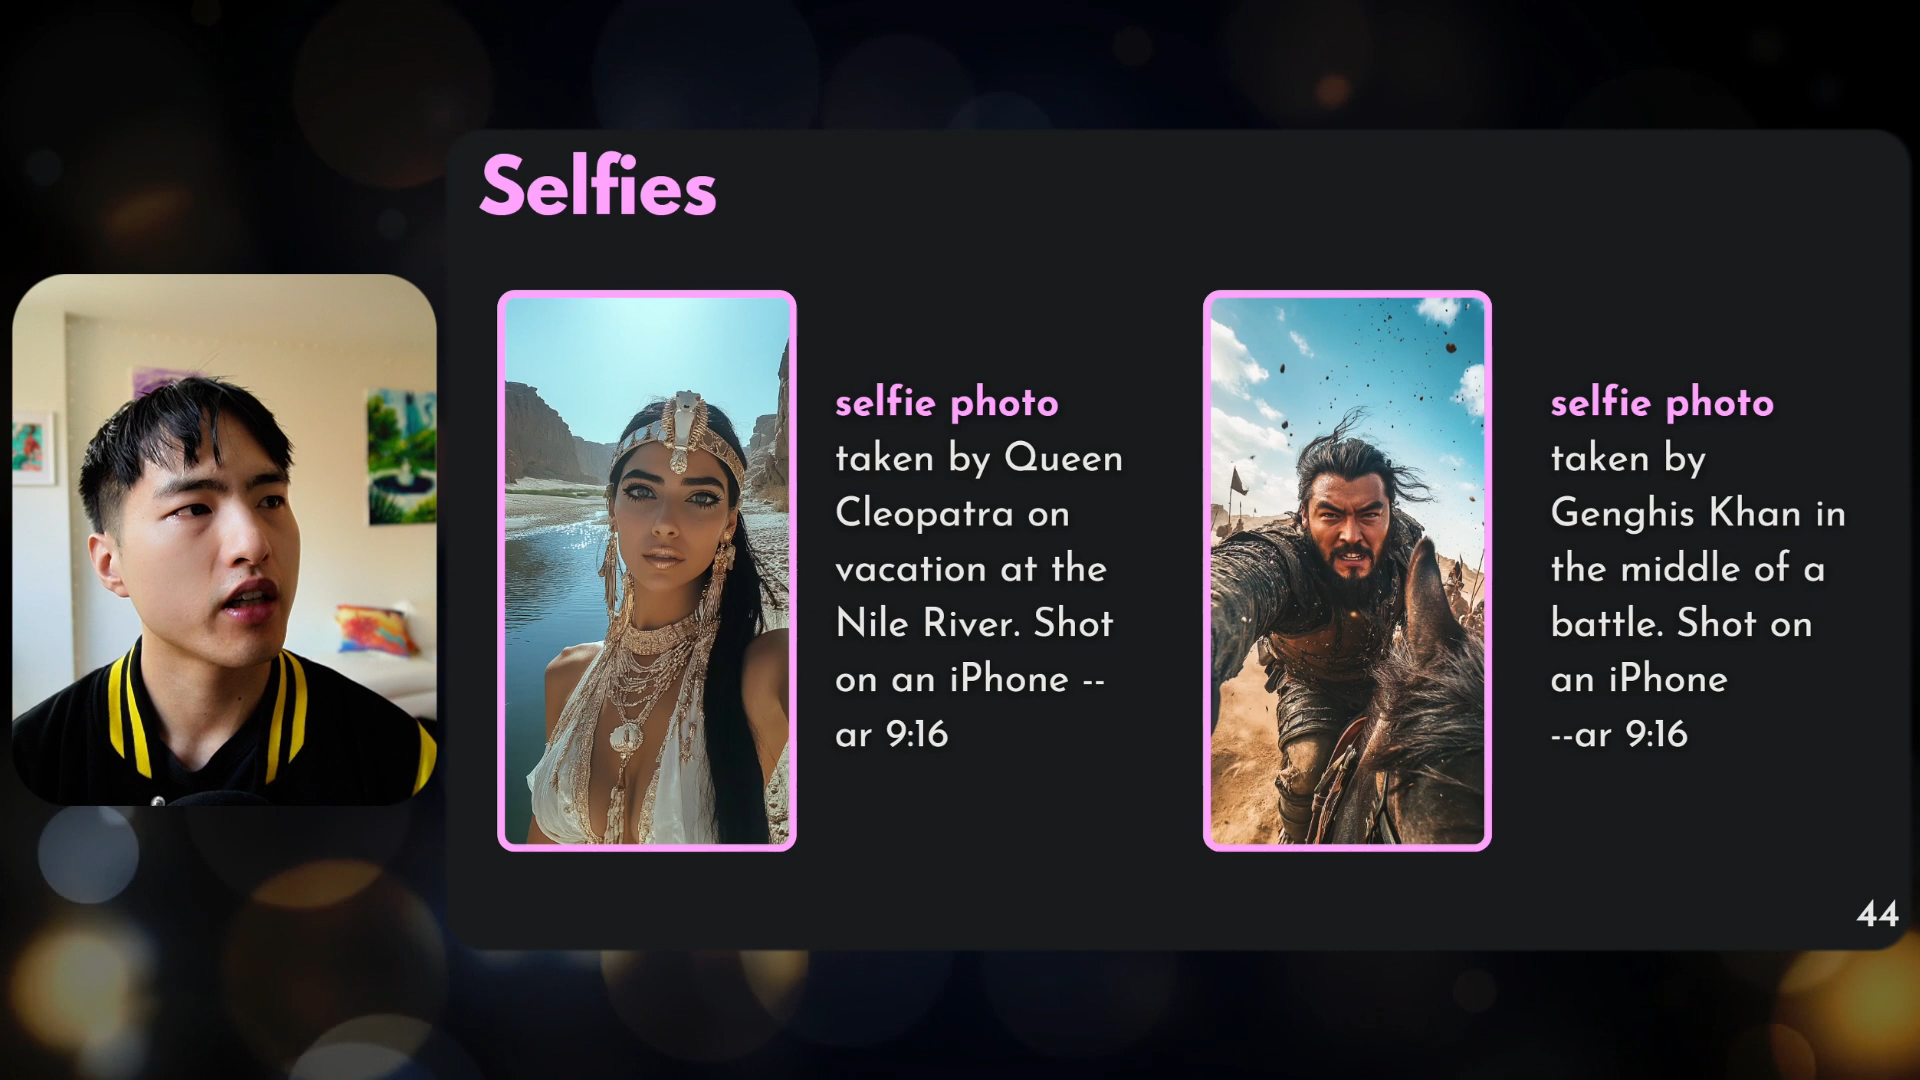 Selfies
selfie photo
taken by Queen
Cleopatra on
vacation at the
Nile River. Shot
on an iPhone --
ar 9:16
selfie photo
taken by
Genghis Khan in
the middle of a
battle. Shot on
an iPhone
--ar 9:16
44